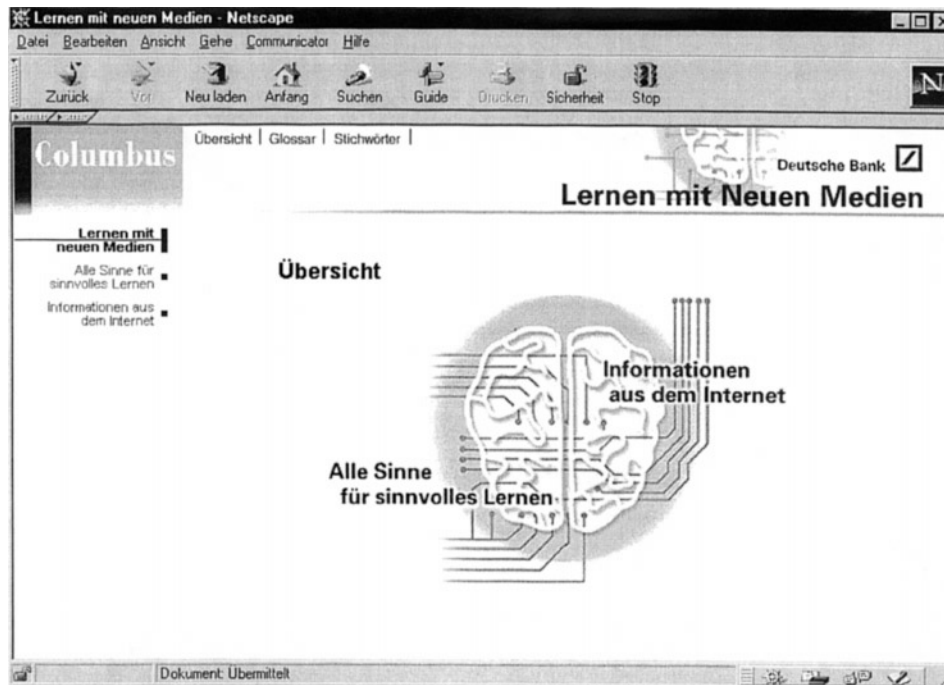 Lernen mit neuen Medien - Netscape
Datei Bearbeiten Ansicht Gehe Communicator Hilfe
Zurück Vor Neu laden Anfang Suchen Guide Drucken Sicherheit Stop
N
Columbus
Übersicht | Glossar | Stichwörter |
Deutsche Bank
Lernen mit Neuen Medien
Lernen mit
neuen Medien
Alle Sinne für
sinnvolles Lernen
Informationen aus
dem Internet
Übersicht
Informationen
aus dem Internet
Alle Sinne
für sinnvolles Lernen
Dokument: Übermittelt